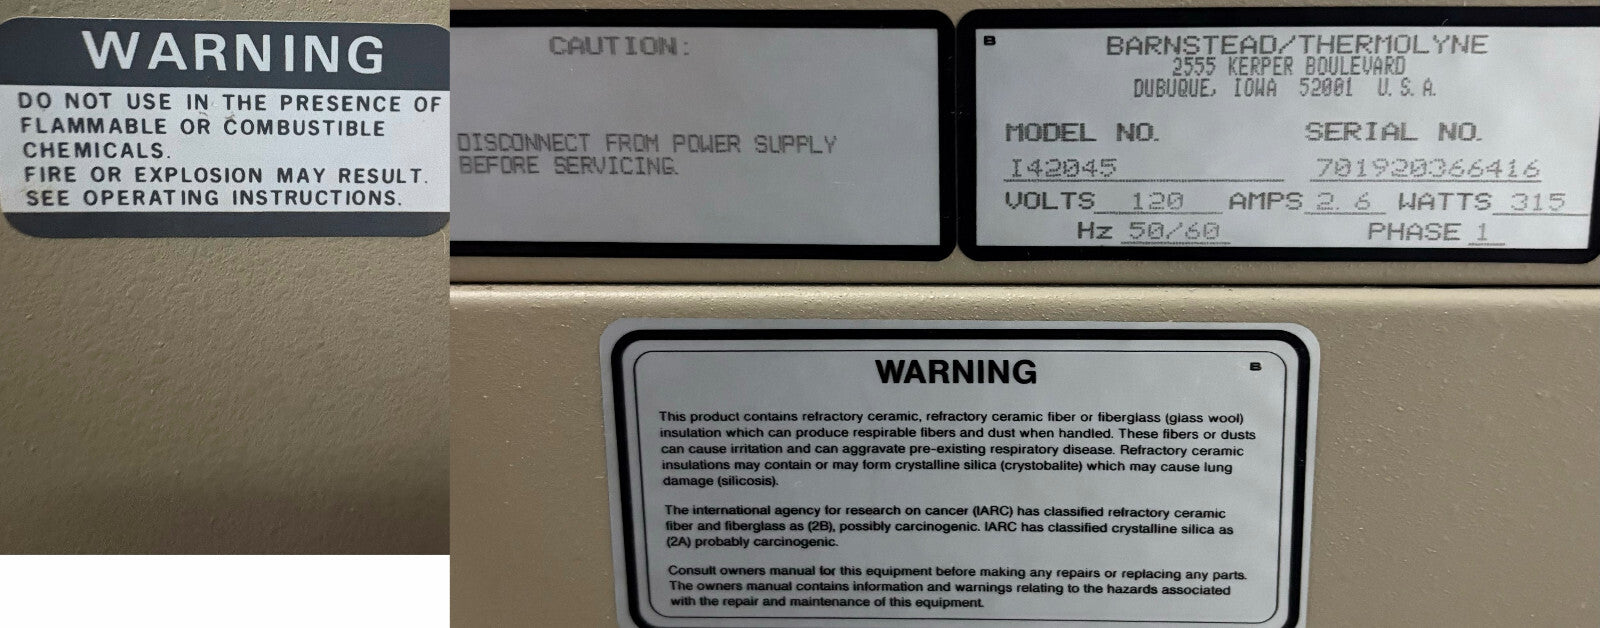 WARNING
DO NOT USE IN THE PRESENCE OF
FLAMMABLE OR COMBUSTIBLE
CHEMICALS.
FIRE OR EXPLOSION MAY RESULT.
SEE OPERATING INSTRUCTIONS.
CAUTION:
DISCONNECT FROM POWER SUPPLY
BEFORE SERVICING.
B
BARNSTEAD/THERMOLYNE
2555 KERPER BOULEVARD
DUBUQUE, IOWA 52001 U.S.A.
MODEL NO. SERIAL NO.
I42045 701920366416
VOLTS 120 AMPS 2.6 WATTS 315
Hz 50/60 PHASE 1
WARNING B
This product contains refractory ceramic, refractory ceramic fiber or fiberglass (glass wool)
insulation which can produce respirable fibers and dust when handled. These fibers or dusts
can cause irritation and can aggravate pre-existing respiratory disease. Refractory ceramic
insulations may contain or may form crystalline silica (crystobalite) which may cause lung
damage (silicosis).
The international agency for research on cancer (IARC) has classified refractory ceramic
fiber and fiberglass as (2B), possibly carcinogenic. IARC has classified crystalline silica as
(2A) probably carcinogenic.
Consult owners manual for this equipment before making any repairs or replacing any parts.
The owners manual contains information and warnings relating to the hazards associated
with the repair and maintenance of this equipment.